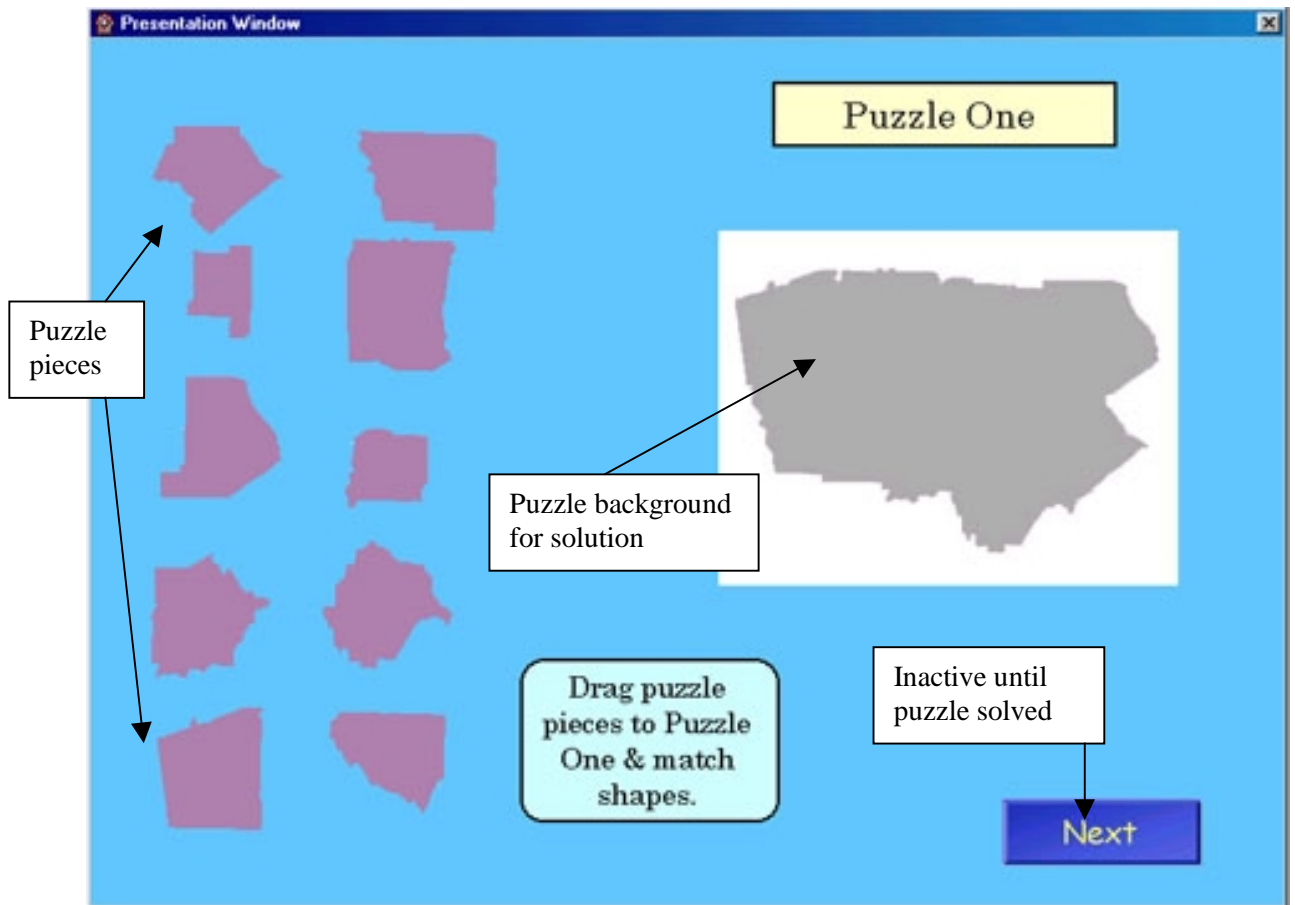 Presentation Window
Puzzle One
Puzzle
pieces
Puzzle background
for solution
Inactive until
puzzle solved
Drag puzzle
pieces to Puzzle
One & match
shapes.
Next